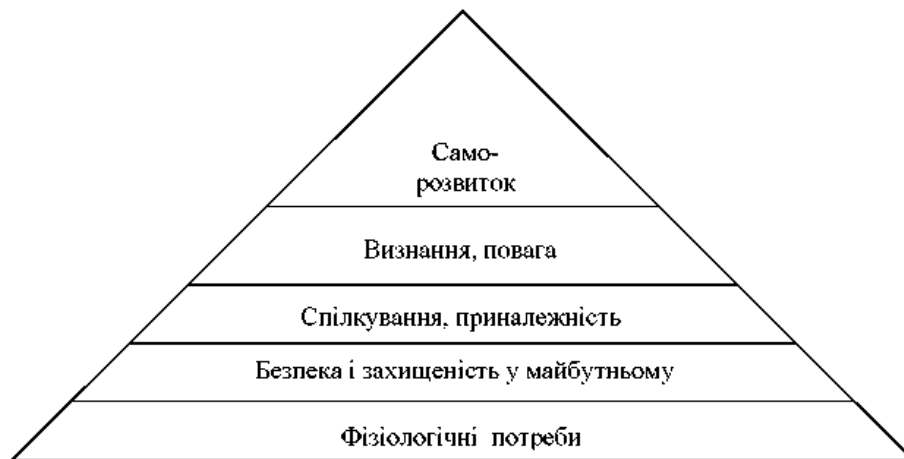 Само-
розвиток
Визнання, повага
Спілкування, приналежність
Безпека і захищеність у майбутньому
Фізіологічні потреби